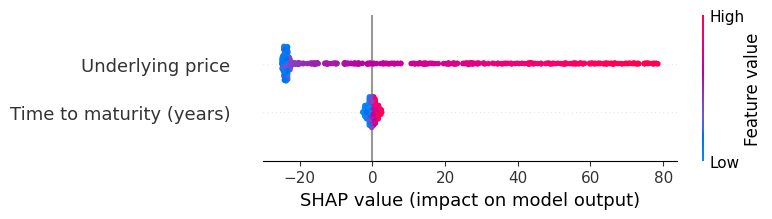 High
Underlying price
Time to maturity (years)
Feature value
Low
−20
0
20
40
60
80
SHAP value (impact on model output)